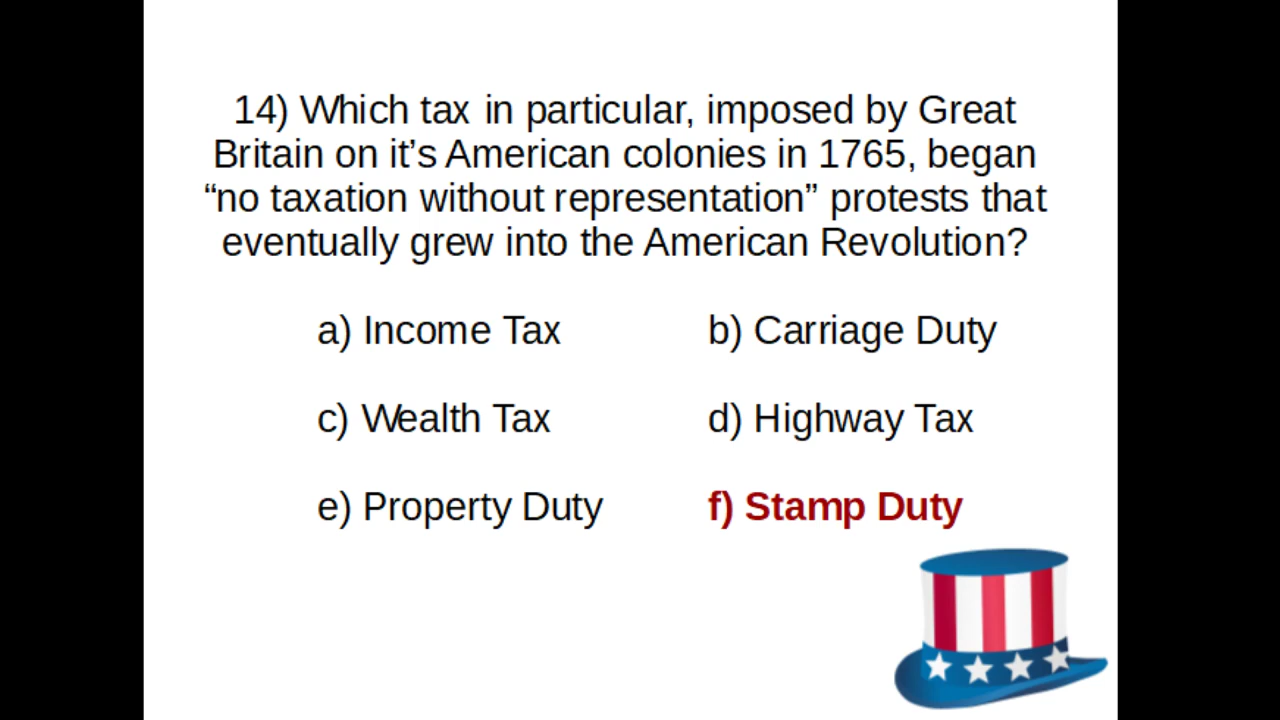 14) Which tax in particular, imposed by Great
Britain on it’s American colonies in 1765, began
“no taxation without representation” protests that
eventually grew into the American Revolution?
a) Income Tax
b) Carriage Duty
c) Wealth Tax
d) Highway Tax
e) Property Duty
f) Stamp Duty